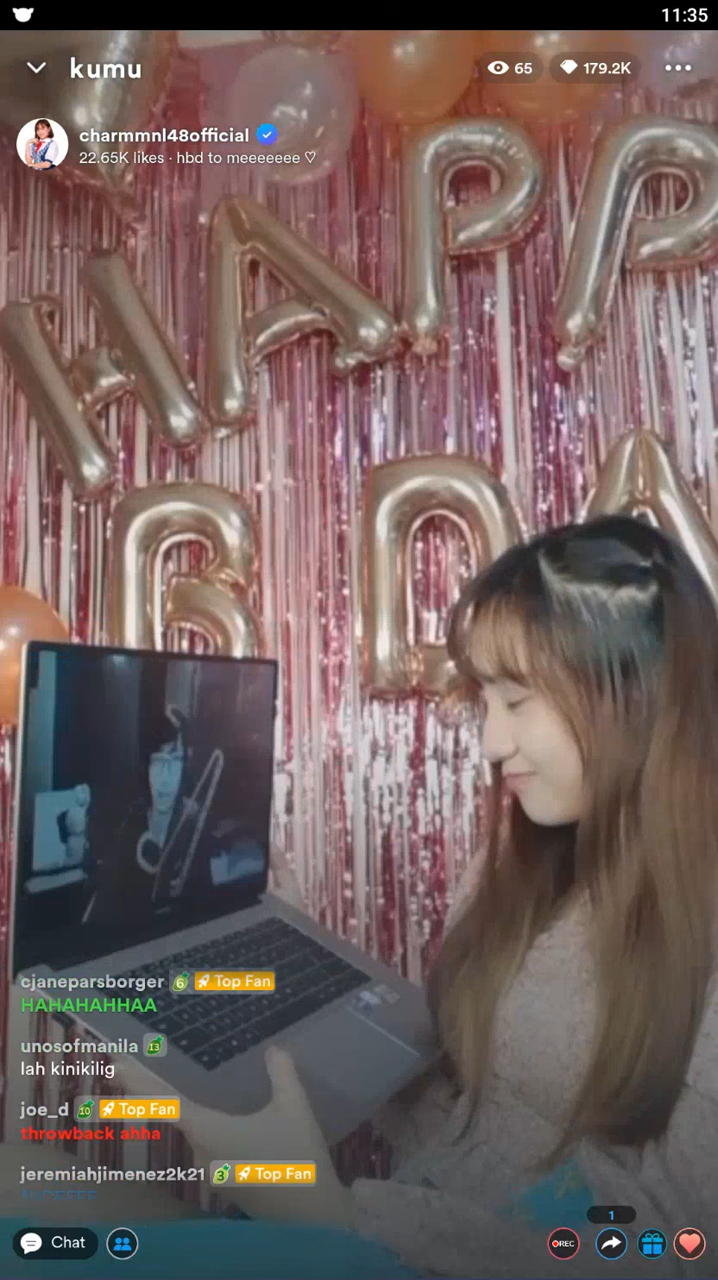 11:35
kumu
65
179.2K
charmmnl48official
22.65K likes · hbd to meeeeeee ♡
HAPP
B DA
cjaneparsborger 6 Top Fan
HAHAHAHHAA
unosofmanila 13
lah kinikilig
joe_d 10 Top Fan
throwback ahha
jeremiahjimenez2k21 3 Top Fan
1
Chat
REC